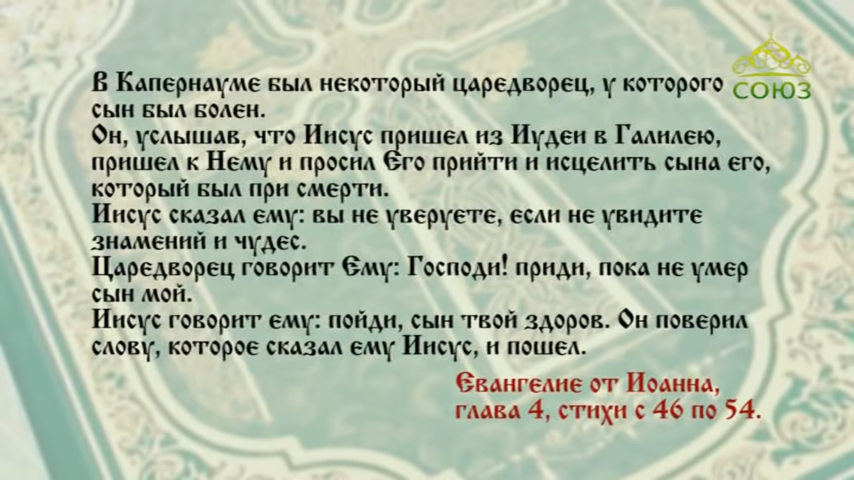 В Капернауме был некоторый царедворец, у которого
сын был болен.
Он, услышав, что Иисус пришел из Иудеи в Галилею,
пришел к Нему и просил Его прийти и исцелить сына его,
который был при смерти.
Иисус сказал ему: вы не уверуете, если не увидите
знамений и чудес.
Царедворец говорит Ему: Господи! приди, пока не умер
сын мой.
Иисус говорит ему: пойди, сын твой здоров. Он поверил
слову, которое сказал ему Иисус, и пошел.
Евангелие от Иоанна,
глава 4, стихи с 46 по 54.
СОЮЗ